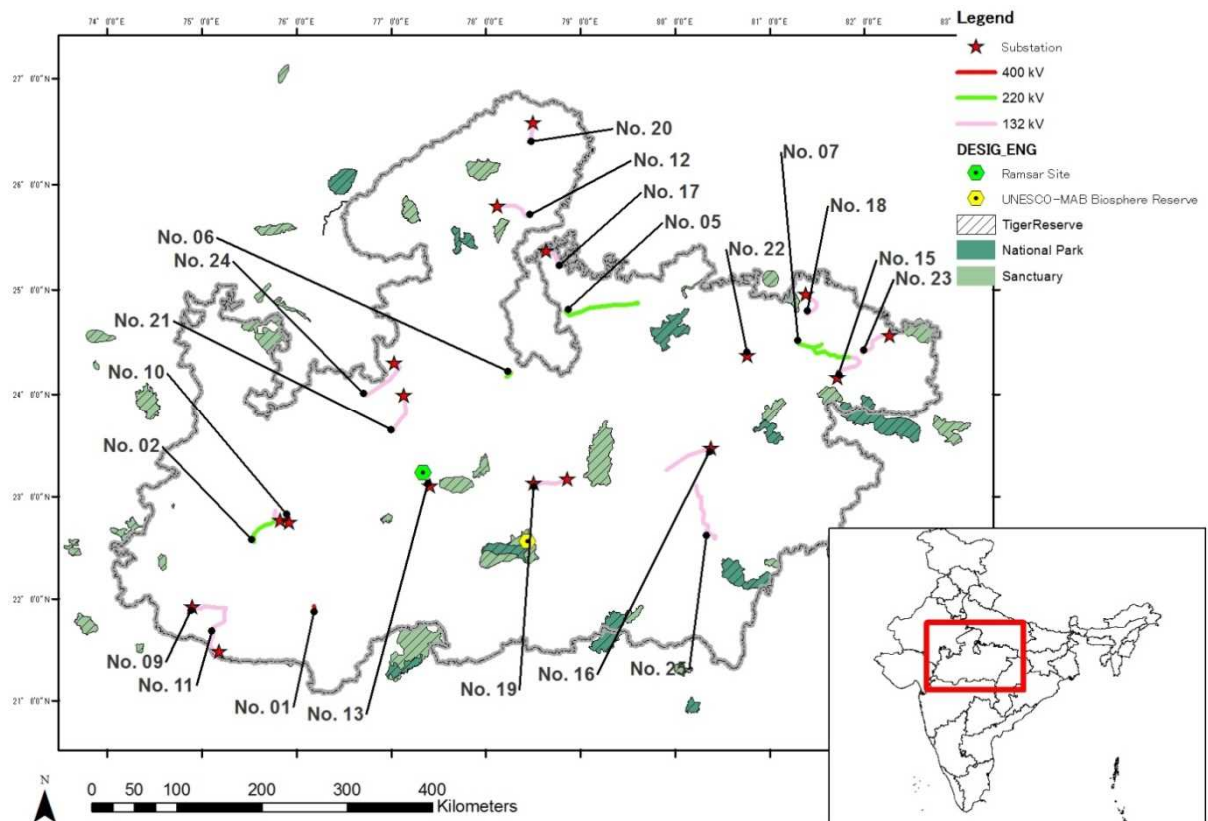 74° 0'0"E 75° 0'0"E 76° 0'0"E 77° 0'0"E 78° 0'0"E 79° 0'0"E 80° 0'0"E 81° 0'0"E 82° 0'0"E 83° 0'0"E
Legend
Substation
400 kV
220 kV
132 kV
DESIG_ENG
Ramsar Site
UNESCO-MAB Biosphere Reserve
TigerReserve
National Park
Sanctuary
27° 0'0"N
26° 0'0"N
25° 0'0"N
24° 0'0"N
23° 0'0"N
22° 0'0"N
21° 0'0"N
No. 20
No. 12
No. 17
No. 05
No. 07
No. 18
No. 22
No. 15
No. 23
No. 06
No. 24
No. 21
No. 10
No. 02
No. 09
No. 11
No. 01
No. 13
No. 19
No. 16
No. 25
N
0 50 100 200 300 400
Kilometers